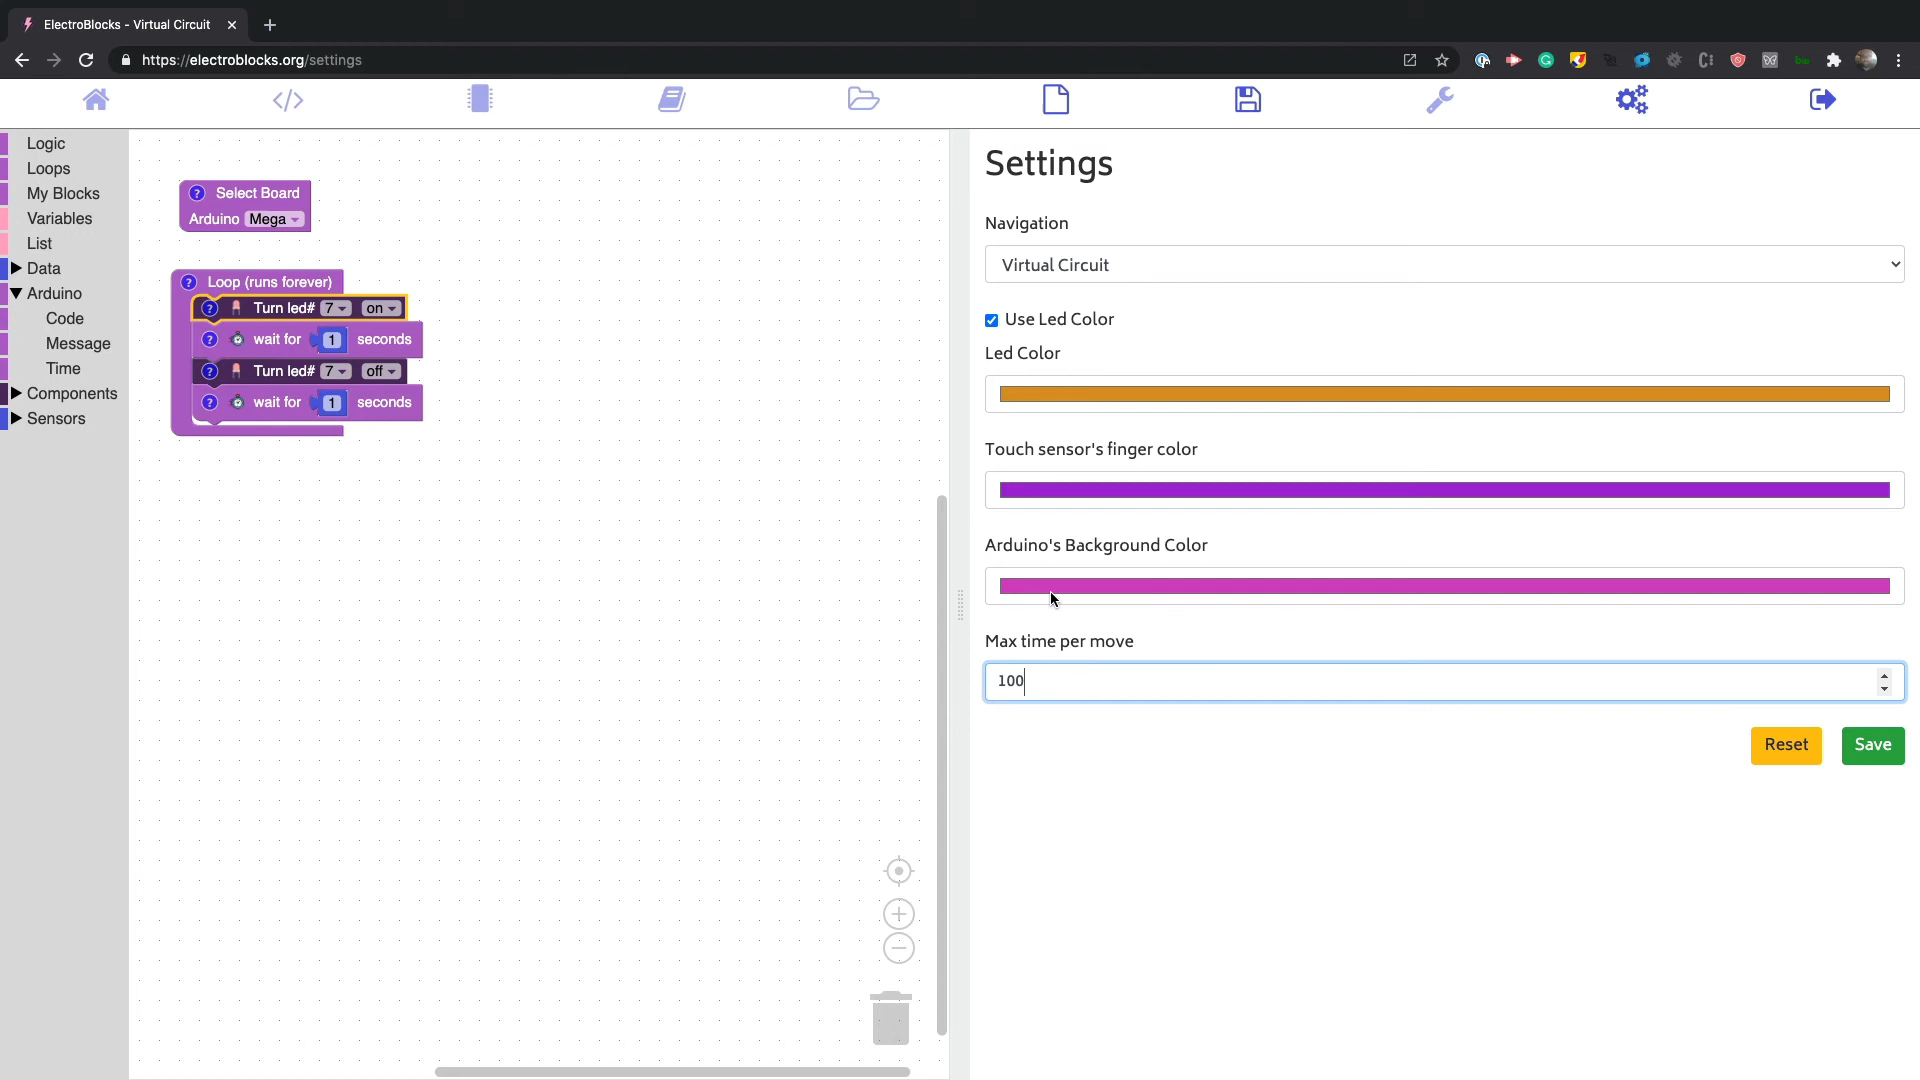 ElectroBlocks - Virtual Circuit
https://electroblocks.org/settings
Logic
Loops
My Blocks
Variables
List
Data
Arduino
Code
Message
Time
Components
Sensors
? Select Board
Arduino Mega
? Loop (runs forever)
? Turn led# 7 on
? wait for 1 seconds
? Turn led# 7 off
? wait for 1 seconds
Settings
Navigation
Virtual Circuit
Use Led Color
Led Color
Touch sensor's finger color
Arduino's Background Color
Max time per move
100
Reset Save